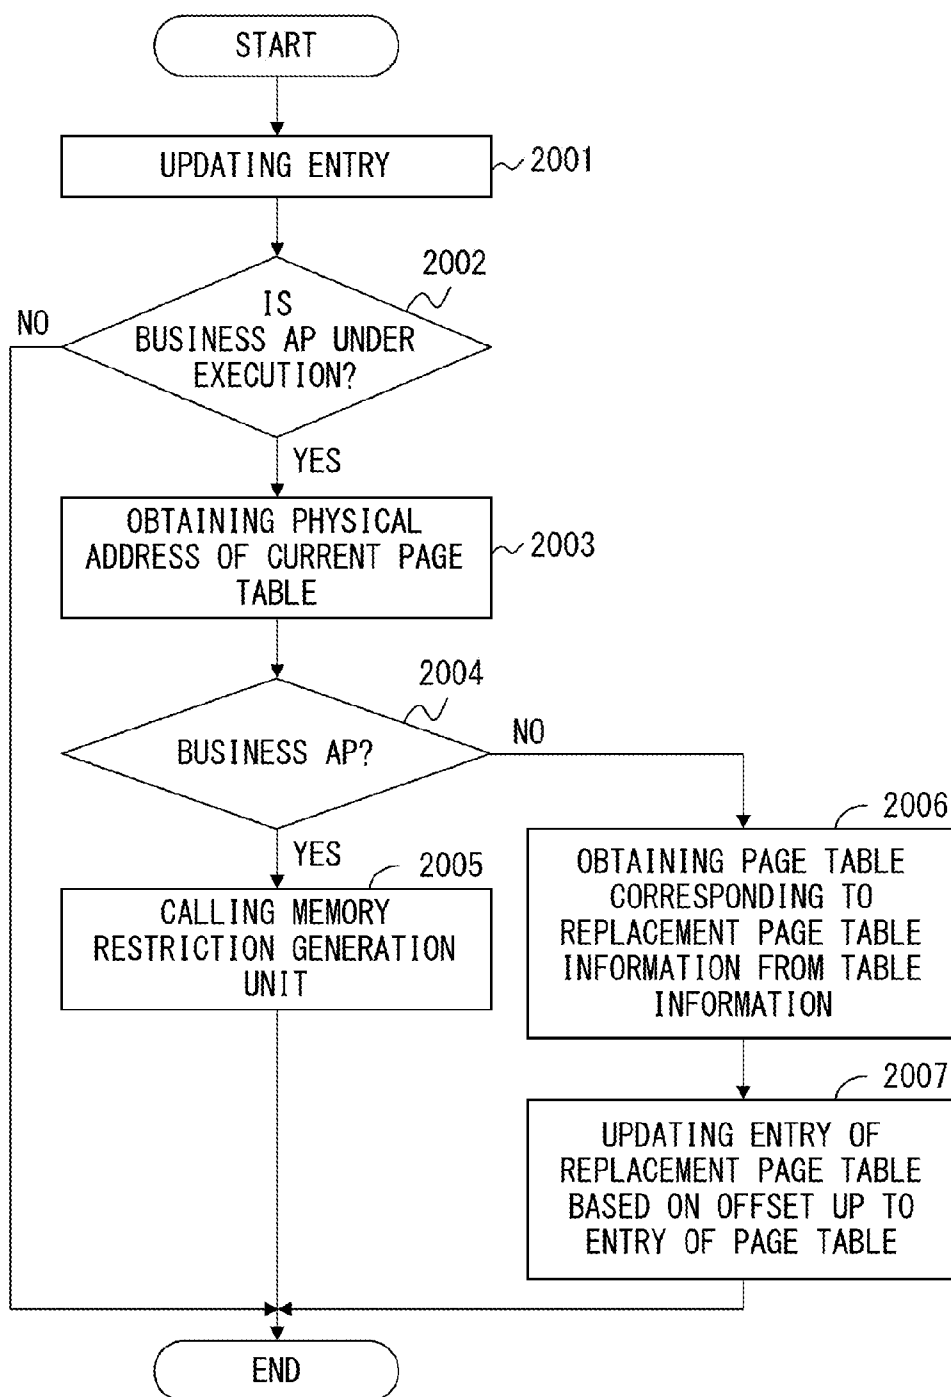 START
UPDATING ENTRY
2001
2002
IS
BUSINESS AP UNDER
EXECUTION?
NO
YES
OBTAINING PHYSICAL
ADDRESS OF CURRENT PAGE
TABLE
2003
2004
BUSINESS AP?
NO
YES
2005
CALLING MEMORY
RESTRICTION GENERATION
UNIT
2006
OBTAINING PAGE TABLE
CORRESPONDING TO
REPLACEMENT PAGE TABLE
INFORMATION FROM TABLE
INFORMATION
2007
UPDATING ENTRY OF
REPLACEMENT PAGE TABLE
BASED ON OFFSET UP TO
ENTRY OF PAGE TABLE
END